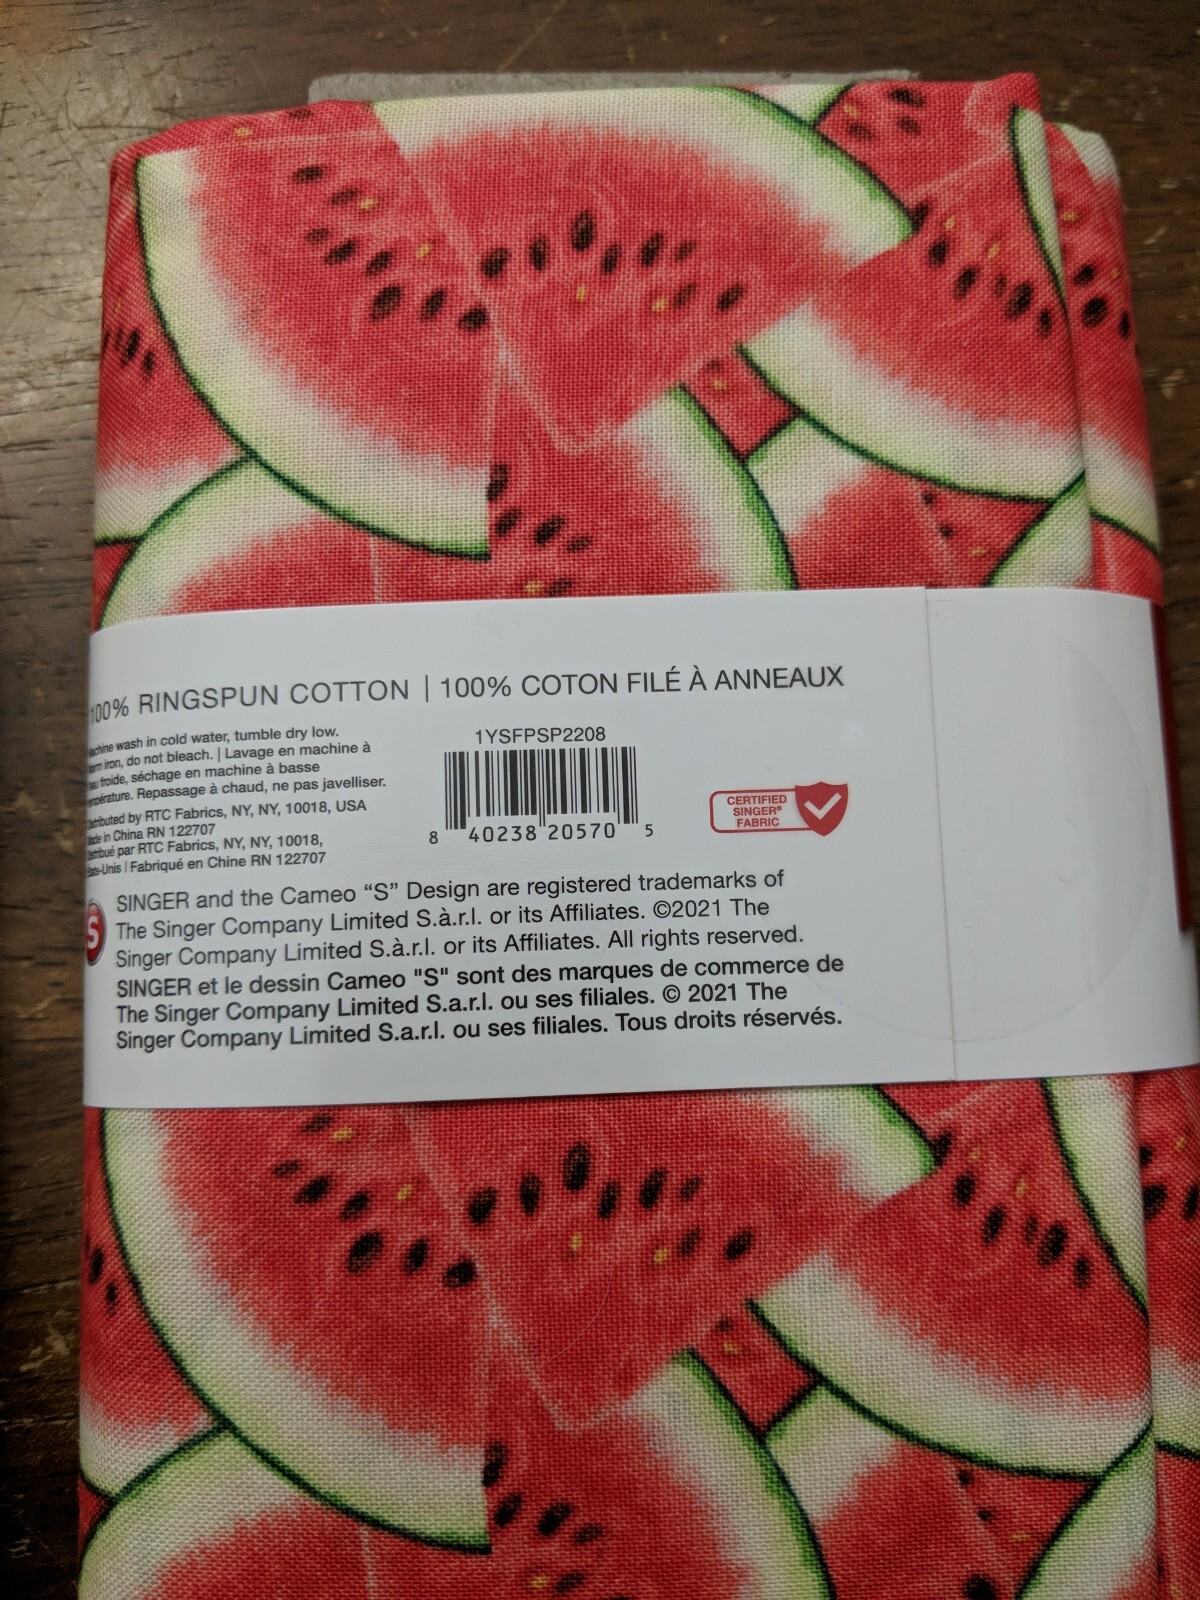 100% RINGSPUN COTTON | 100% COTON FILÉ À ANNEAUX
Machine wash in cold water, tumble dry low.
Warm iron, do not bleach. | Lavage en machine à
eau froide, séchage en machine à basse
température. Repassage à chaud, ne pas javelliser.
Distributed by RTC Fabrics, NY, NY, 10018, USA
Made in China RN 122707
Distribué par RTC Fabrics, NY, NY, 10018,
États-Unis | Fabriqué en Chine RN 122707
1YSFPSP2208
8 40238 20570 5
CERTIFIED
SINGER®
FABRIC
S
SINGER and the Cameo “S” Design are registered trademarks of
The Singer Company Limited S.à.r.l. or its Affiliates. ©2021 The
Singer Company Limited S.à.r.l. or its Affiliates. All rights reserved.
SINGER et le dessin Cameo "S" sont des marques de commerce de
The Singer Company Limited S.a.r.l. ou ses filiales. © 2021 The
Singer Company Limited S.a.r.l. ou ses filiales. Tous droits réservés.